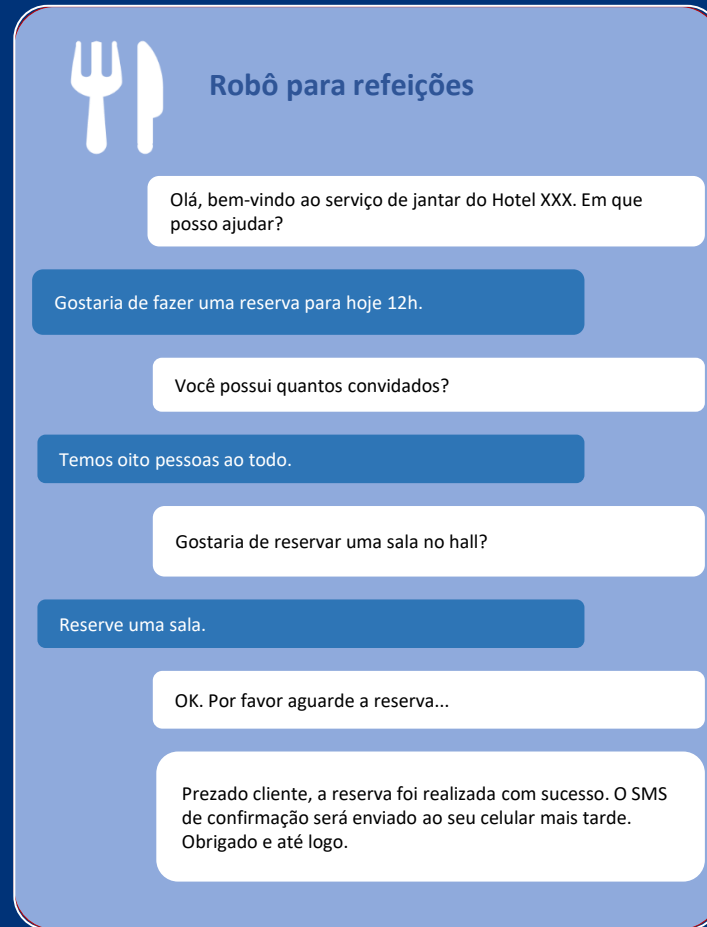 Robô para refeições
Olá, bem-vindo ao serviço de jantar do Hotel XXX. Em que
posso ajudar?
Gostaria de fazer uma reserva para hoje 12h.
Você possui quantos convidados?
Temos oito pessoas ao todo.
Gostaria de reservar uma sala no hall?
Reserve uma sala.
OK. Por favor aguarde a reserva...
Prezado cliente, a reserva foi realizada com sucesso. O SMS
de confirmação será enviado ao seu celular mais tarde.
Obrigado e até logo.